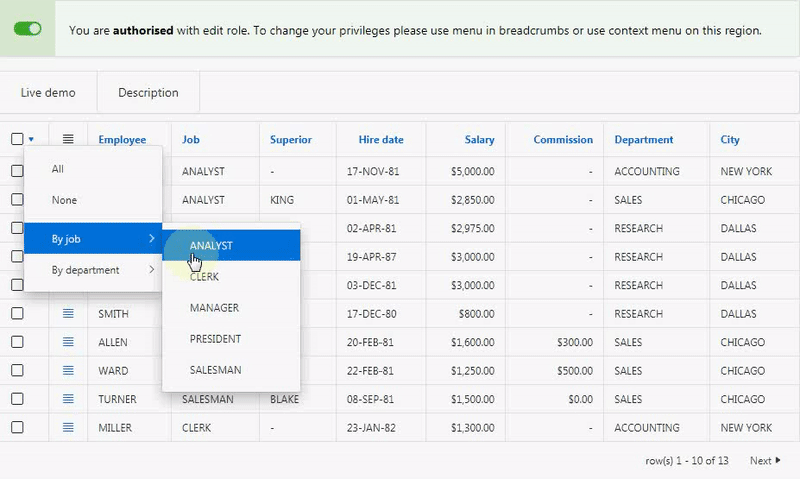 You are authorised with edit role. To change your privileges please use menu in breadcrumbs or use context menu on this region.
Live demo Description
Employee Job Superior Hire date Salary Commission Department City
All
None
By job
By department
ANALYST
CLERK
MANAGER
PRESIDENT
SALESMAN
ANALYST - 17-NOV-81 $5,000.00 - ACCOUNTING NEW YORK
ANALYST KING 01-MAY-81 $2,850.00 - SALES CHICAGO
02-APR-81 $2,975.00 - RESEARCH DALLAS
19-APR-87 $3,000.00 - RESEARCH DALLAS
03-DEC-81 $3,000.00 - RESEARCH DALLAS
SMITH 17-DEC-80 $800.00 - RESEARCH DALLAS
ALLEN 20-FEB-81 $1,600.00 $300.00 SALES CHICAGO
WARD 22-FEB-81 $1,250.00 $500.00 SALES CHICAGO
TURNER SALESMAN BLAKE 08-SEP-81 $1,500.00 $0.00 SALES CHICAGO
MILLER CLERK - 23-JAN-82 $1,300.00 - ACCOUNTING NEW YORK
row(s) 1 - 10 of 13 Next